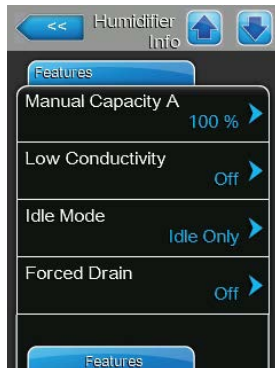 << Humidifier
Info
Features
Manual Capacity A
100 %
Low Conductivity
Off
Idle Mode
Idle Only
Forced Drain
Off
Features